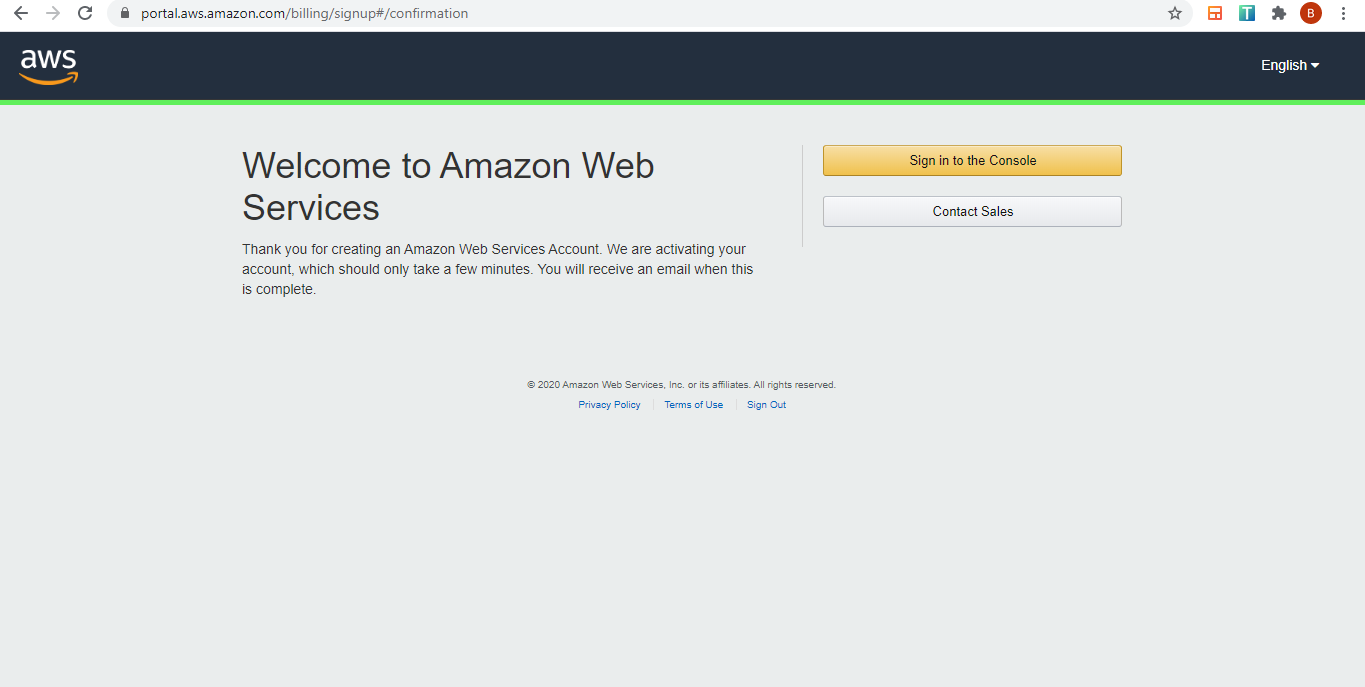 portal.aws.amazon.com/billing/signup#/confirmation
T
B
aws
English
Welcome to Amazon Web
Services
Thank you for creating an Amazon Web Services Account. We are activating your
account, which should only take a few minutes. You will receive an email when this
is complete.
Sign in to the Console
Contact Sales
© 2020 Amazon Web Services, Inc. or its affiliates. All rights reserved.
Privacy Policy | Terms of Use | Sign Out